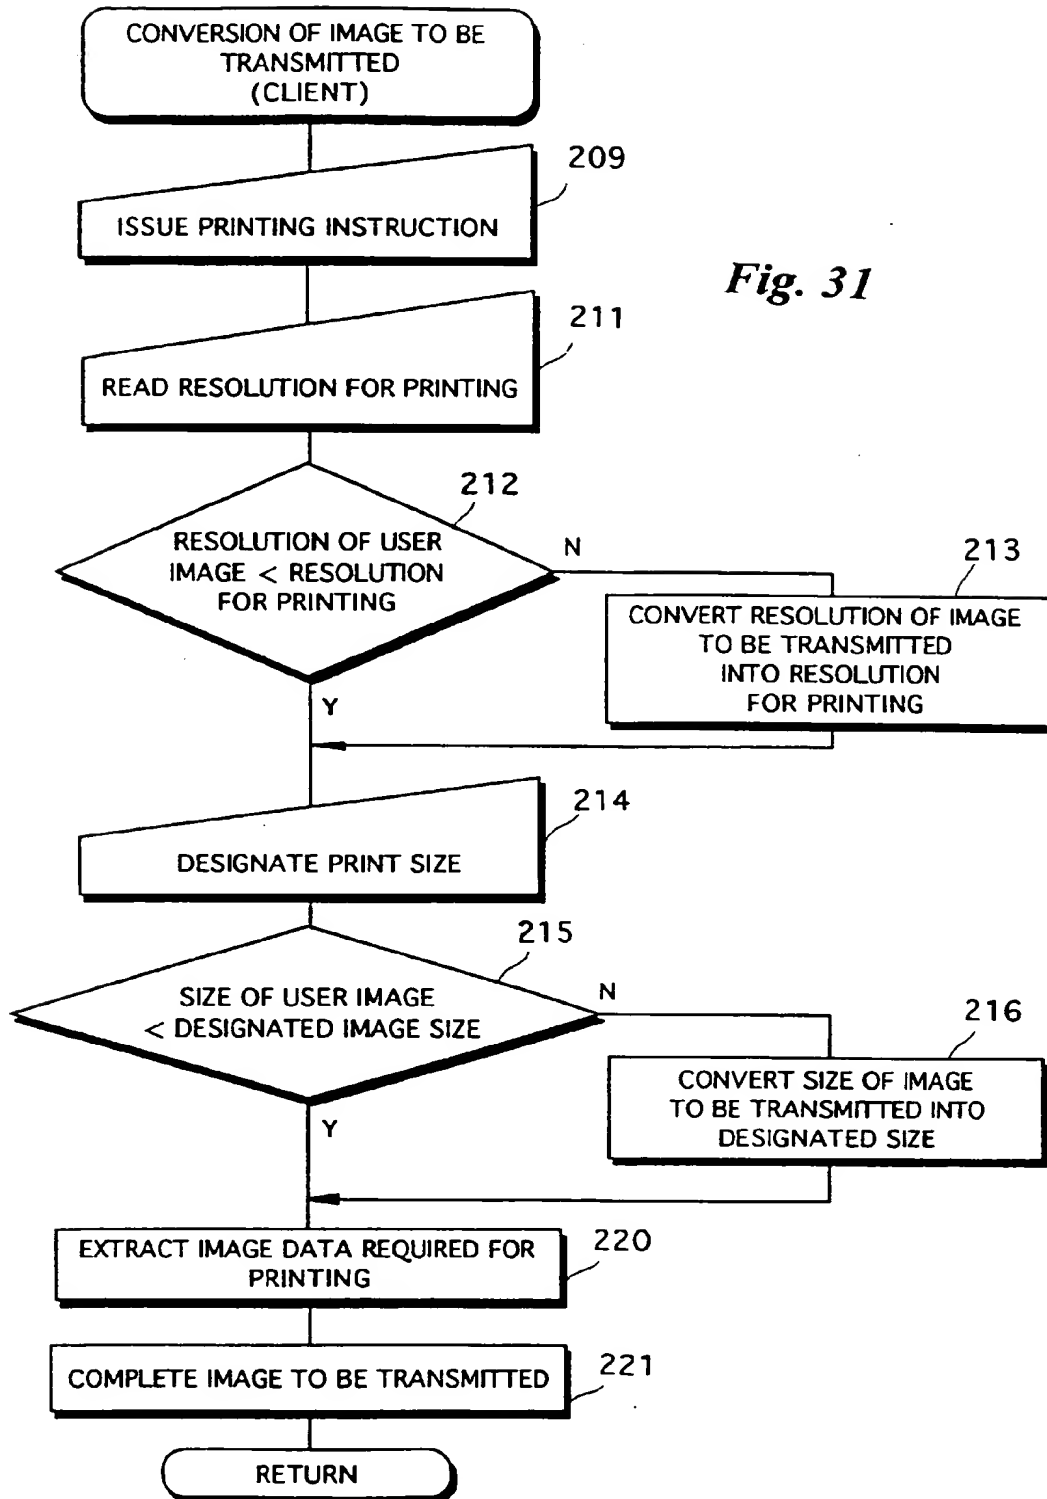 CONVERSION OF IMAGE TO BE
TRANSMITTED
(CLIENT)
209
ISSUE PRINTING INSTRUCTION
Fig. 31
211
READ RESOLUTION FOR PRINTING
212
RESOLUTION OF USER
IMAGE < RESOLUTION
FOR PRINTING
N
213
CONVERT RESOLUTION OF IMAGE
TO BE TRANSMITTED
INTO RESOLUTION
FOR PRINTING
Y
214
DESIGNATE PRINT SIZE
215
SIZE OF USER IMAGE
< DESIGNATED IMAGE SIZE
N
216
CONVERT SIZE OF IMAGE
TO BE TRANSMITTED INTO
DESIGNATED SIZE
Y
EXTRACT IMAGE DATA REQUIRED FOR
PRINTING
220
COMPLETE IMAGE TO BE TRANSMITTED
221
RETURN